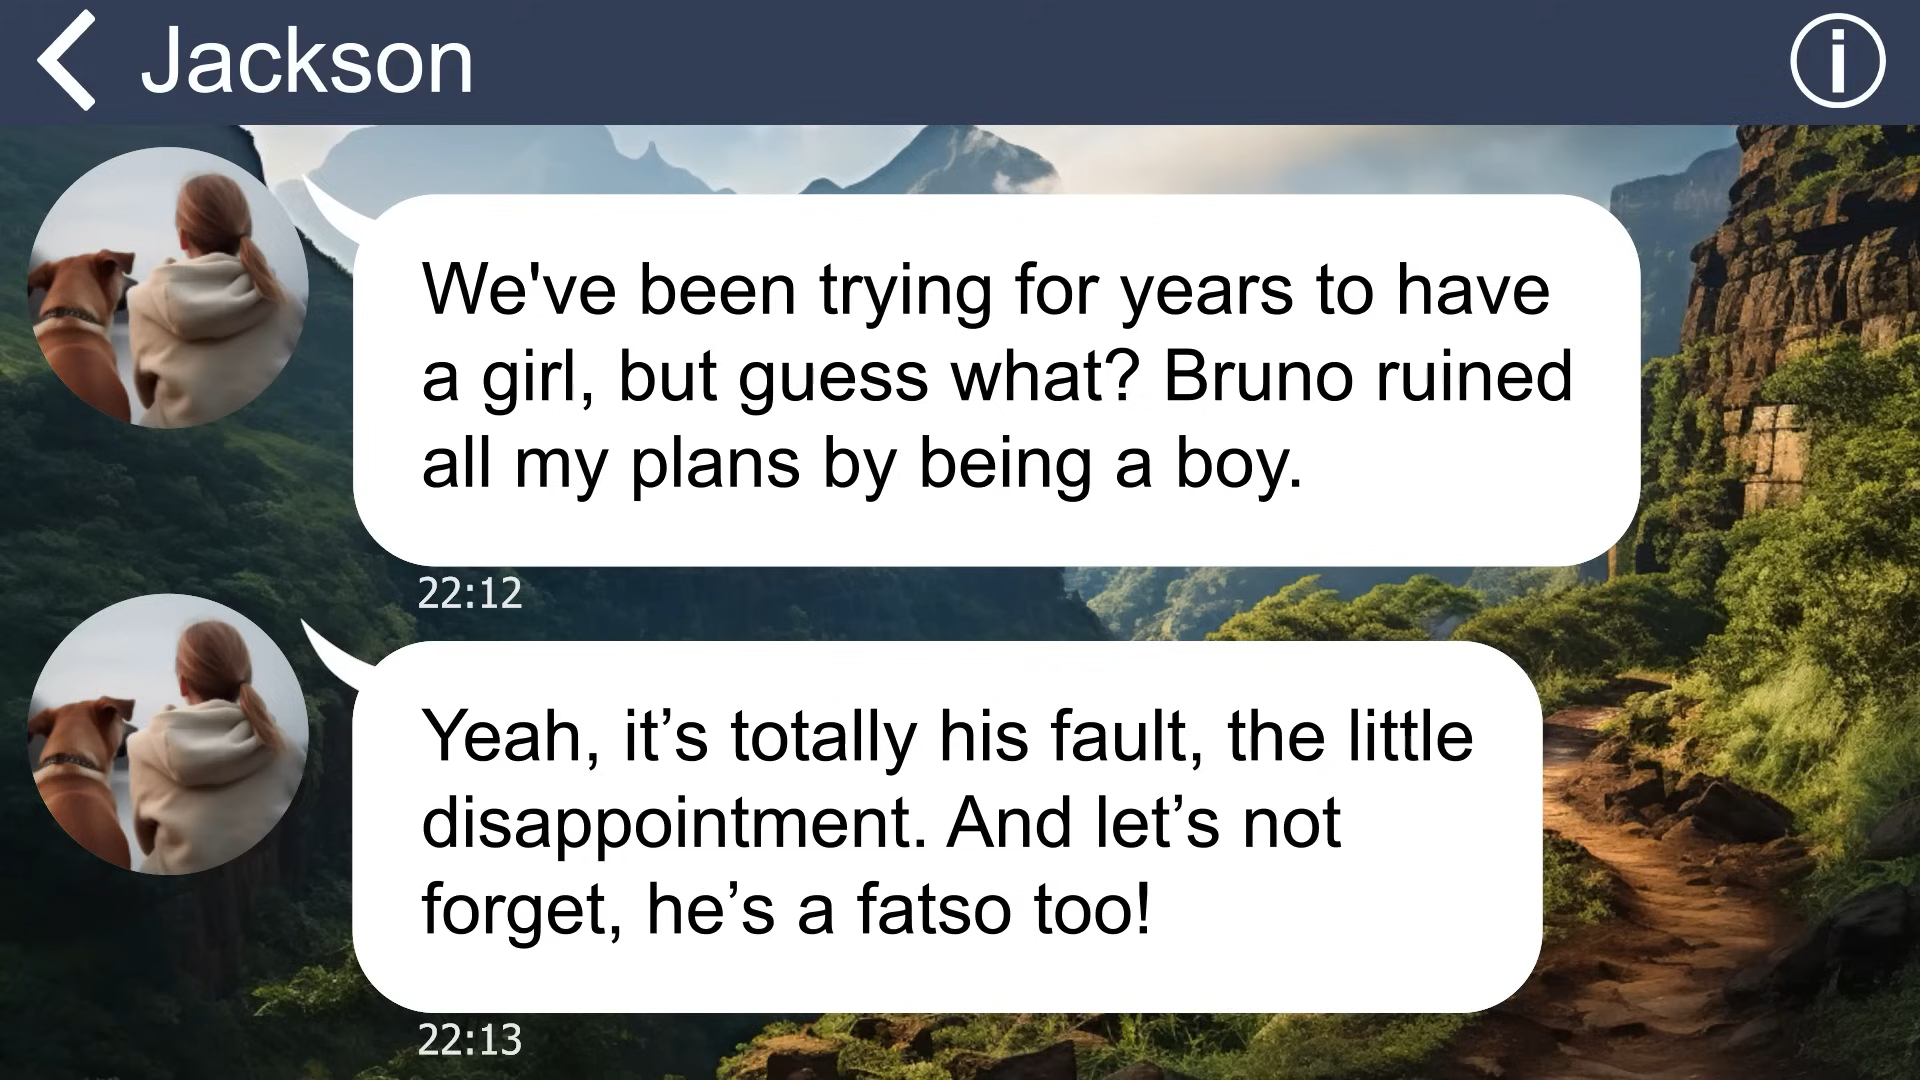 Jackson
We've been trying for years to have
a girl, but guess what? Bruno ruined
all my plans by being a boy.
22:12
Yeah, it’s totally his fault, the little
disappointment. And let’s not
forget, he’s a fatso too!
22:13